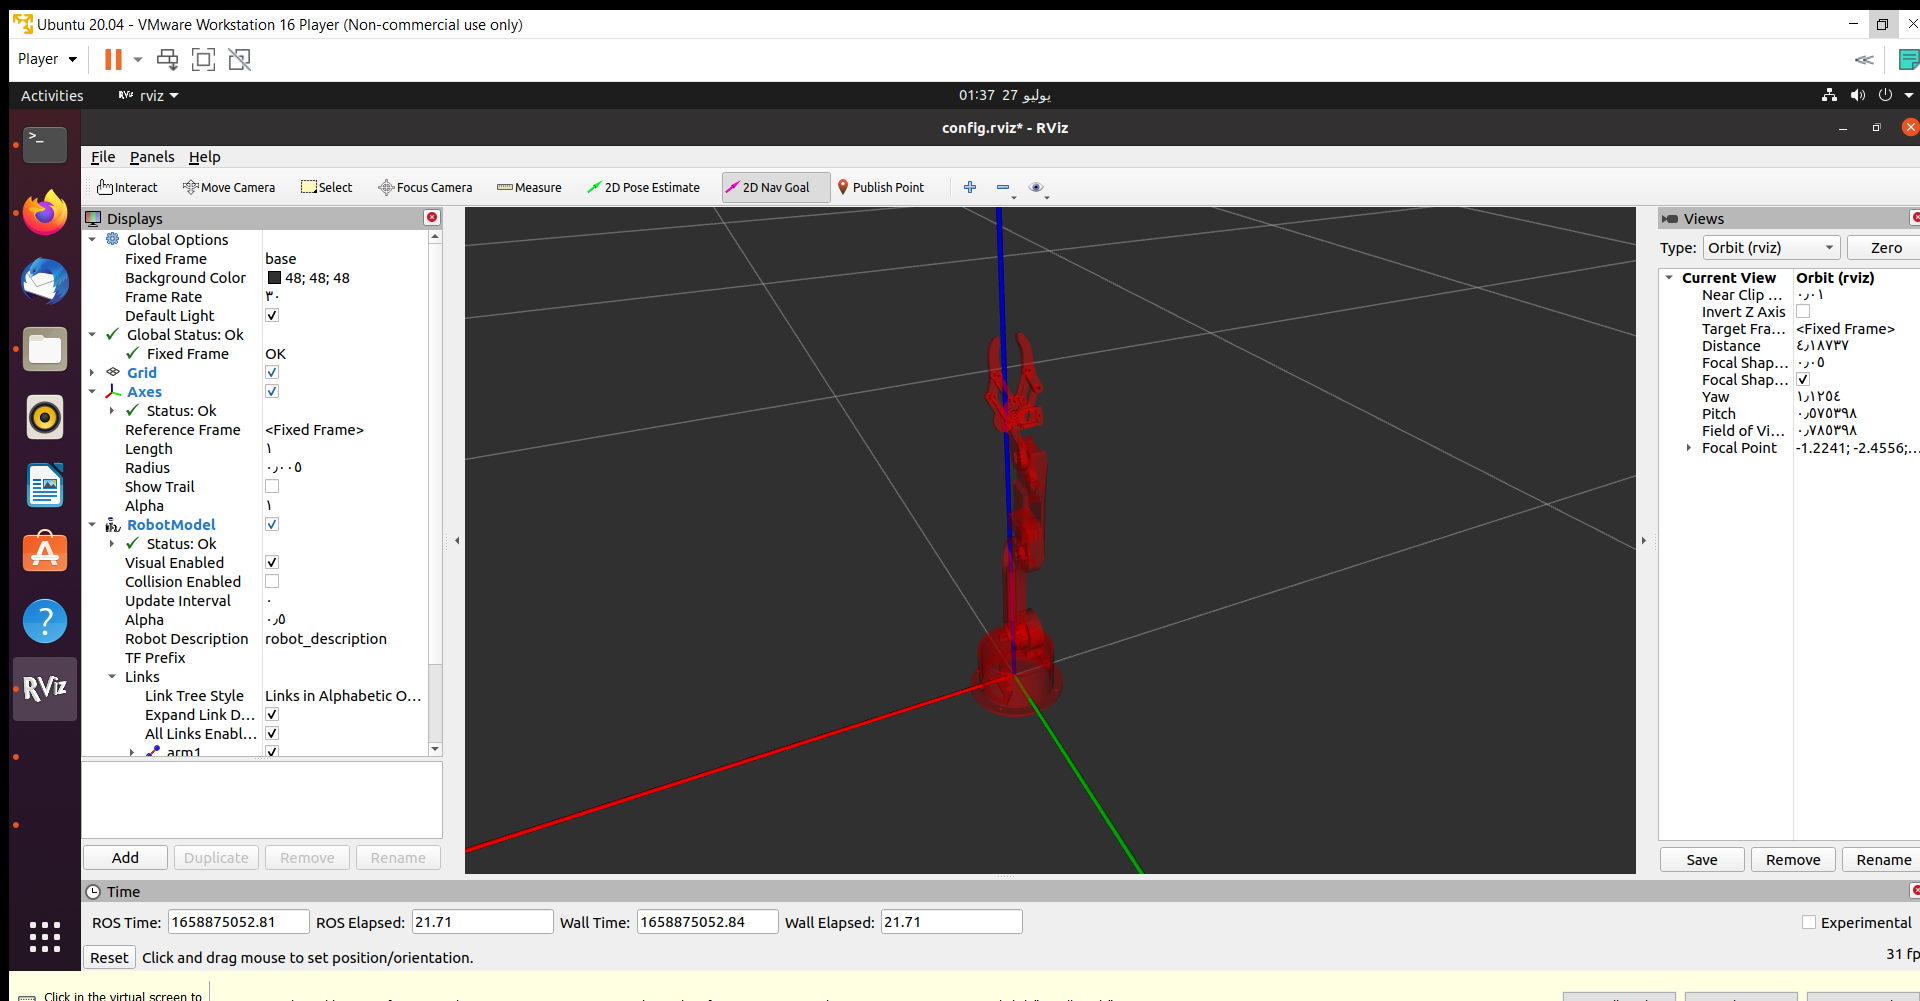 Ubuntu 20.04 - VMware Workstation 16 Player (Non-commercial use only)
Player
Activities
rviz
01:37 27 يوليو
config.rviz* - RViz
File Panels Help
Interact Move Camera Select Focus Camera Measure 2D Pose Estimate 2D Nav Goal Publish Point
Displays
Global Options
Fixed Frame base
Background Color 48; 48; 48
Frame Rate ٣٠
Default Light
Global Status: Ok
Fixed Frame OK
Grid
Axes
Status: Ok
Reference Frame <Fixed Frame>
Length ١
Radius ٠٫٠٠٥
Show Trail
Alpha ١
RobotModel
Status: Ok
Visual Enabled
Collision Enabled
Update Interval ٠
Alpha ٠٫٥
Robot Description robot_description
TF Prefix
Links
Link Tree Style Links in Alphabetic O...
Expand Link D...
All Links Enabl...
arm1
Add Duplicate Remove Rename
RViz
Views
Type: Orbit (rviz) Zero
Current View Orbit (rviz)
Near Clip ... ٠٫٠١
Invert Z Axis
Target Fra... <Fixed Frame>
Distance ٤٫١٨٧٣٧
Focal Shap... ٠٫٠٥
Focal Shap...
Yaw ١٫١٢٥٤
Pitch ٠٫٥٧٥٣٩٨
Field of Vi... ٠٫٧٨٥٣٩٨
Focal Point -1.2241; -2.4556;...
Save Remove Rename
Time
ROS Time: 1658875052.81 ROS Elapsed: 21.71 Wall Time: 1658875052.84 Wall Elapsed: 21.71 Experimental
Reset Click and drag mouse to set position/orientation. 31 fp
Click in the virtual screen to